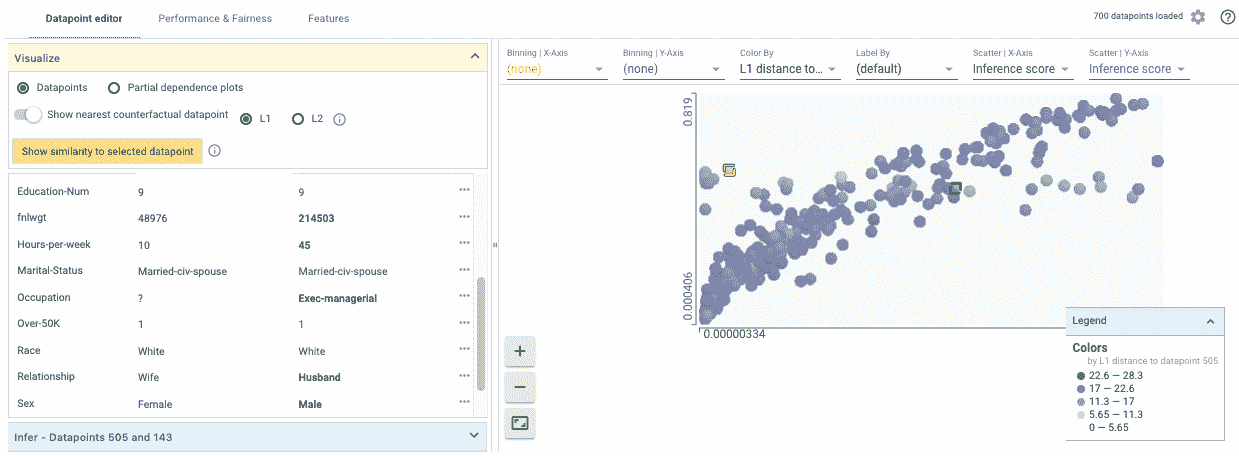 Datapoint editor Performance & Fairness Features 700 datapoints loaded
Visualize
Datapoints Partial dependence plots
Show nearest counterfactual datapoint L1 L2
Show similarity to selected datapoint
Education-Num 9 9
fnlwgt 48976 214503
Hours-per-week 10 45
Marital-Status Married-civ-spouse Married-civ-spouse
Occupation ? Exec-managerial
Over-50K 1 1
Race White White
Relationship Wife Husband
Sex Female Male
Infer - Datapoints 505 and 143
Binning | X-Axis Binning | Y-Axis Color By Label By Scatter | X-Axis Scatter | Y-Axis
(none) (none) L1 distance to... (default) Inference score Inference score
0.819
0.000406
0.00000334
Legend
Colors
by L1 distance to datapoint 505
22.6 – 28.3
17 – 22.6
11.3 – 17
5.65 – 11.3
0 – 5.65